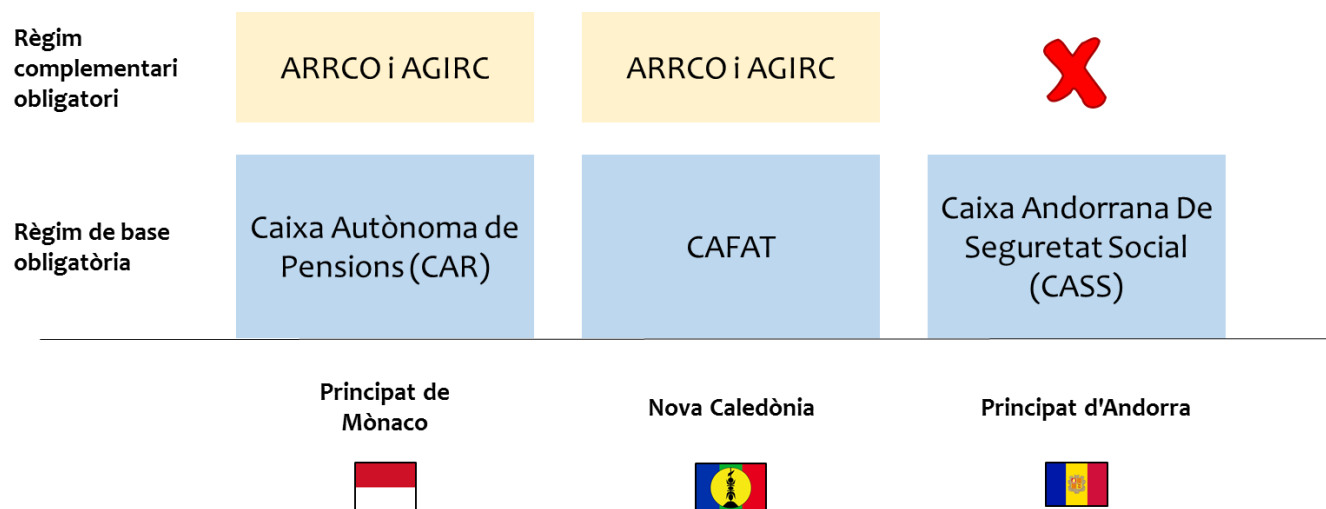 Règim
complementari
obligatori
ARRCO i AGIRC
ARRCO i AGIRC
Règim de base
obligatòria
Caixa Autònoma de
Pensions (CAR)
CAFAT
Caixa Andorrana De
Seguretat Social
(CASS)
Principat de
Mònaco
Nova Caledònia
Principat d'Andorra